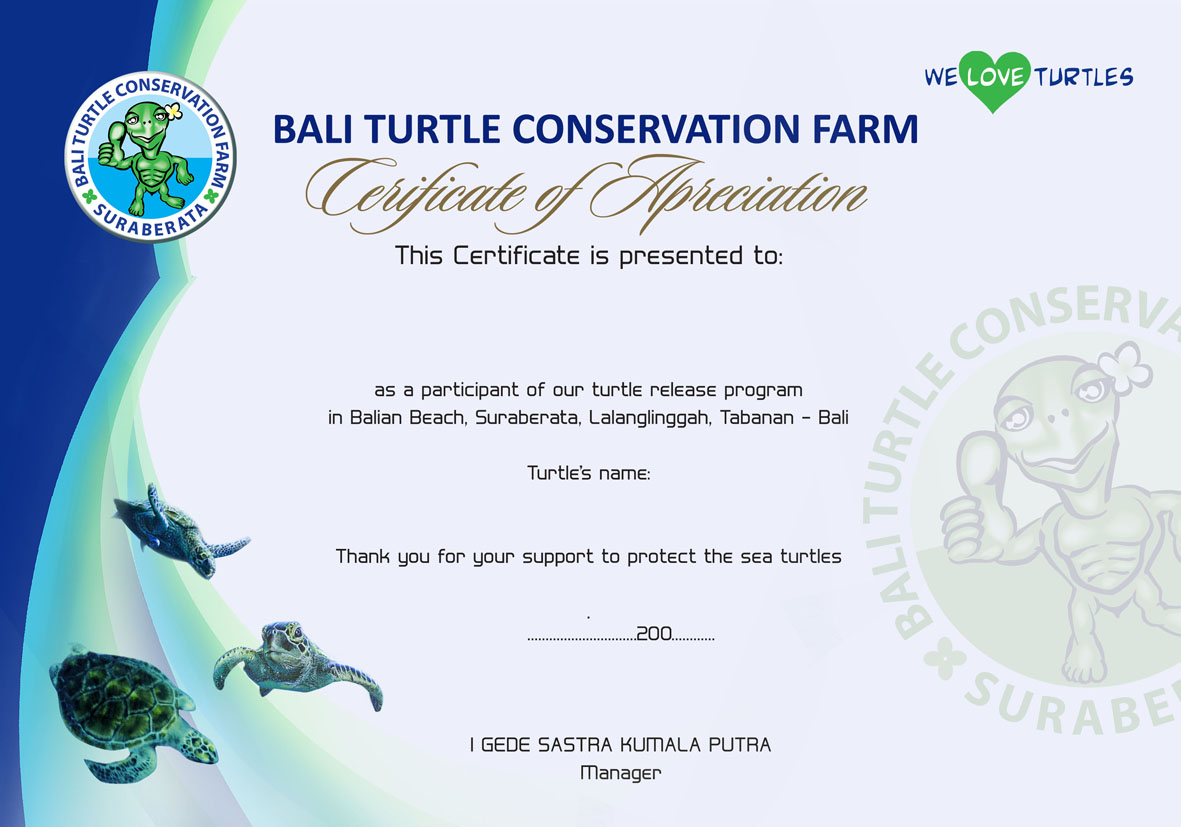 BALI TURTLE CONSERVATION FARM
SURABERATA
WE LOVE TURTLES
BALI TURTLE CONSERVATION FARM
Cerificate of Apreciation
This Certificate is presented to:
as a participant of our turtle release program
in Balian Beach, Suraberata, Lalanglinggah, Tabanan - Bali
Turtle's name:
Thank you for your support to protect the sea turtles
.
..............................200............
I GEDE SASTRA KUMALA PUTRA
Manager
BALI TURTLE CONSERVA
SURABE